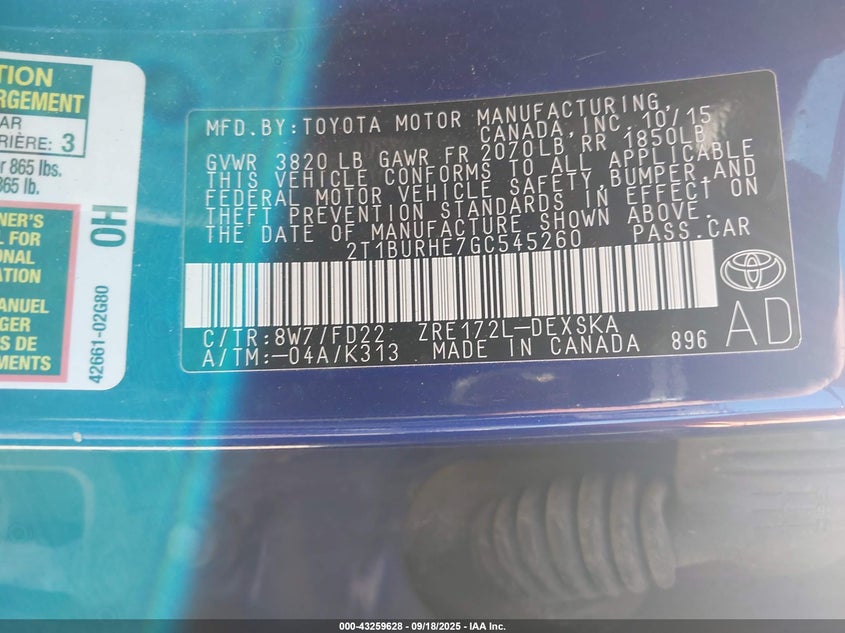 TION
RGEMENT
AR
RIÈRE: 3
r 865 lbs.
865 lb.
NER'S
L FOR
ONAL
ATION
MANUEL
GER
S DE
EMENTS.
OH
42661-02G80
MFD.BY:TOYOTA MOTOR MANUFACTURING,
CANADA,INC. 10/15
GVWR 3820 LB GAWR FR 2070LB, RR 1850LB
THIS VEHICLE CONFORMS TO ALL APPLICABLE
FEDERAL MOTOR VEHICLE SAFETY,BUMPER,AND
THEFT PREVENTION STANDARDS IN EFFECT ON
THE DATE OF MANUFACTURE SHOWN ABOVE.
2T1BURHE7GC545260 PASS.CAR
C/TR:8W7/FD22 ZRE172L-DEXSKA
A/TM:-04A/K313 MADE IN CANADA 896
AD
000-43259628 - 09/18/2025 - IAA Inc.